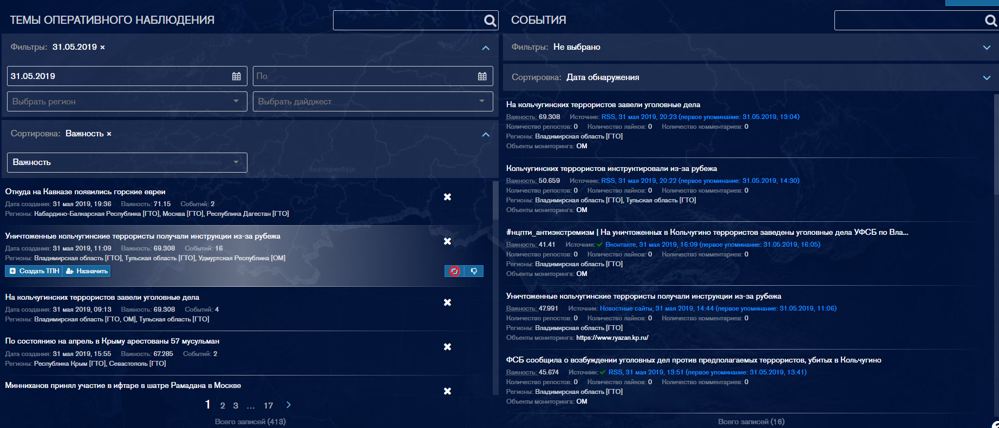 ТЕМЫ ОПЕРАТИВНОГО НАБЛЮДЕНИЯ
Фильтры: 31.05.2019 ×
31.05.2019
По
Выбрать регион
Выбрать дайджест
Сортировка: Важность ×
Важность
Екатеринбург
Откуда на Кавказе появились горские евреи
Дата создания: 31 мая 2019, 19:36 Важность: 71.15 Событий: 2
Регионы: Кабардино-Балкарская Республика [ГТО], Москва [ГТО], Республика Дагестан [ГТО]
Уничтоженные кольчугинские террористы получали инструкции из-за рубежа
Дата создания: 31 мая 2019, 11:09 Важность: 69.308 Событий: 16
Регионы: Владимирская область [ГТО], Тульская область [ГТО], Удмуртская Республика [ОМ]
Создать ТПН Назначить
На кольчугинских террористов завели уголовные дела
Дата создания: 31 мая 2019, 09:13 Важность: 69.308 Событий: 4
Регионы: Владимирская область [ГТО, ОМ], Тульская область [ГТО]
По состоянию на апрель в Крыму арестованы 57 мусульман
Дата создания: 31 мая 2019, 15:55 Важность: 67.285 Событий: 2
Регионы: Республика Крым [ГТО], Севастополь [ГТО]
Минниханов принял участие в ифтаре в шатре Рамадана в Москве
1 2 3 ... 17
Всего записей (413)
СОБЫТИЯ
Фильтры: Не выбрано
Сортировка: Дата обнаружения
На кольчугинских террористов завели уголовные дела
Важность: 69.308 Источник: RSS, 31 мая 2019, 20:23 (первое упоминание: 31.05.2019, 13:04)
Количество репостов: 0 Количество лайков: 0 Количество комментариев: 0
Регионы: Владимирская область [ГТО]
Объекты мониторинга: ОМ
Кольчугинских террористов инструктировали из-за рубежа
Важность: 50.659 Источник: RSS, 31 мая 2019, 20:22 (первое упоминание: 31.05.2019, 14:30)
Количество репостов: 0 Количество лайков: 0 Количество комментариев: 0
Регионы: Владимирская область [ГТО], Тульская область [ГТО]
Объекты мониторинга: ОМ
#нцпти_антиэкстремизм | На уничтоженных в Кольчугино террористов заведены уголовные дела УФСБ по Вла...
Важность: 41.41 Источник: Вконтакте, 31 мая 2019, 16:09 (первое упоминание: 31.05.2019, 16:05)
Количество репостов: 0 Количество лайков: 0 Количество комментариев: 0
Регионы: Владимирская область [ГТО]
Объекты мониторинга: ОМ
Уничтоженные кольчугинские террористы получали инструкции из-за рубежа
Важность: 47.991 Источник: Новостные сайты, 31 мая 2019, 14:44 (первое упоминание: 31.05.2019, 11:06)
Количество репостов: 0 Количество лайков: 0 Количество комментариев: 0
Регионы: Владимирская область [ГТО]
Объекты мониторинга: https://www.ryazan.kp.ru/
ФСБ сообщила о возбуждении уголовных дел против предполагаемых террористов, убитых в Кольчугино
Важность: 45.674 Источник: RSS, 31 мая 2019, 13:51 (первое упоминание: 31.05.2019, 13:41)
Количество репостов: 0 Количество лайков: 0 Количество комментариев: 0
Регионы: Владимирская область [ГТО]
Объекты мониторинга: ОМ
Всего записей (16)